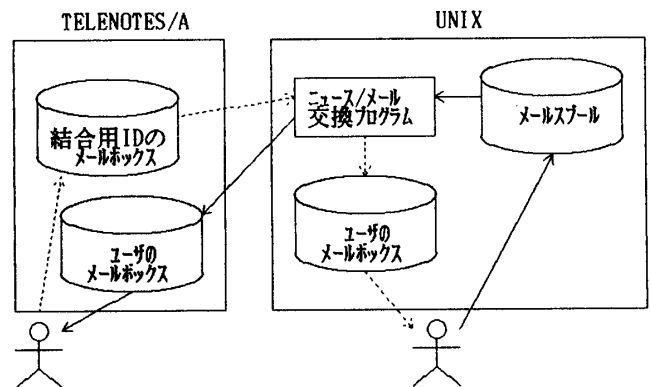 TELENOTES/A
UNIX
結合用IDの
メールボックス
ニュース/メール
交換プログラム
メールスプール
ユーザの
メールボックス
ユーザの
メールボックス